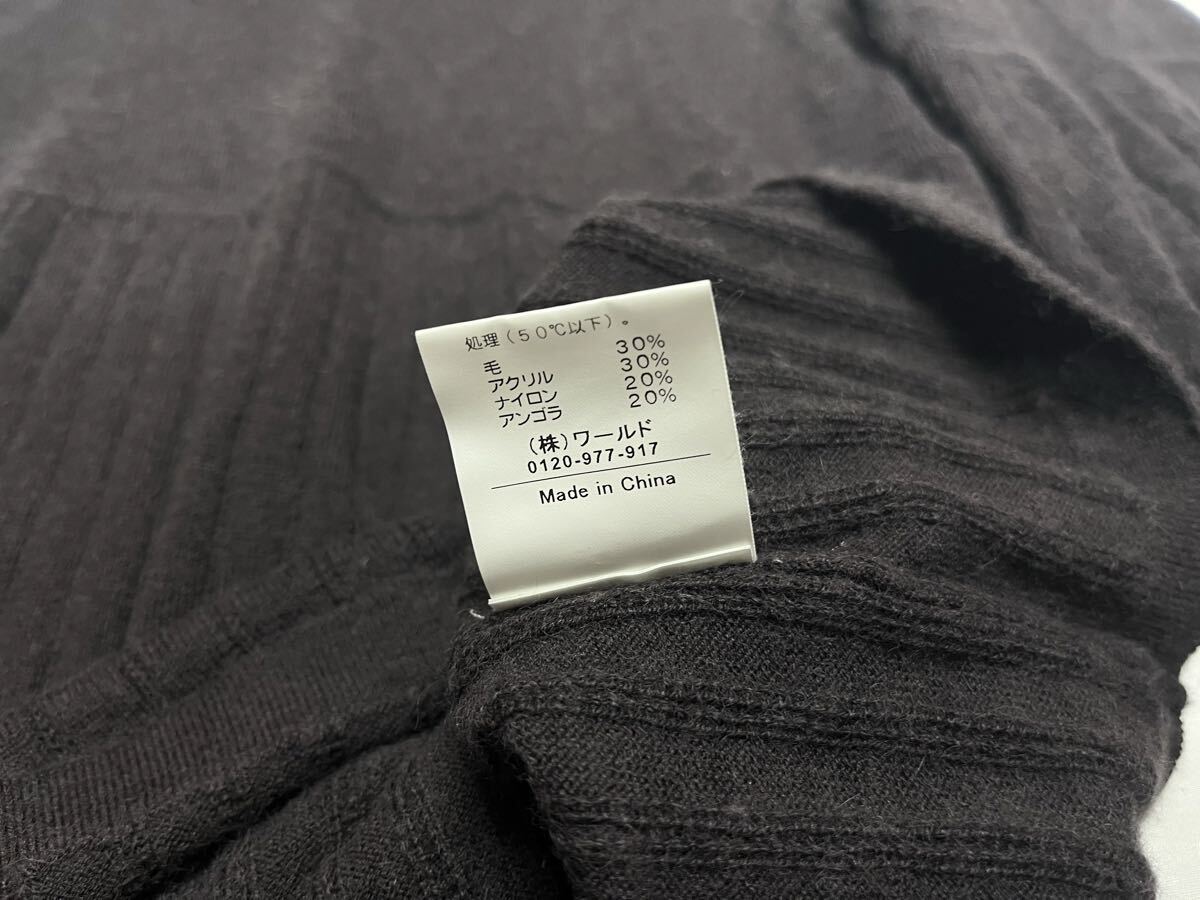 処理(50℃以下)。
毛 30%
アクリル 30%
ナイロン 20%
アンゴラ 20%
(株)ワールド
0120-977-917
Made in China